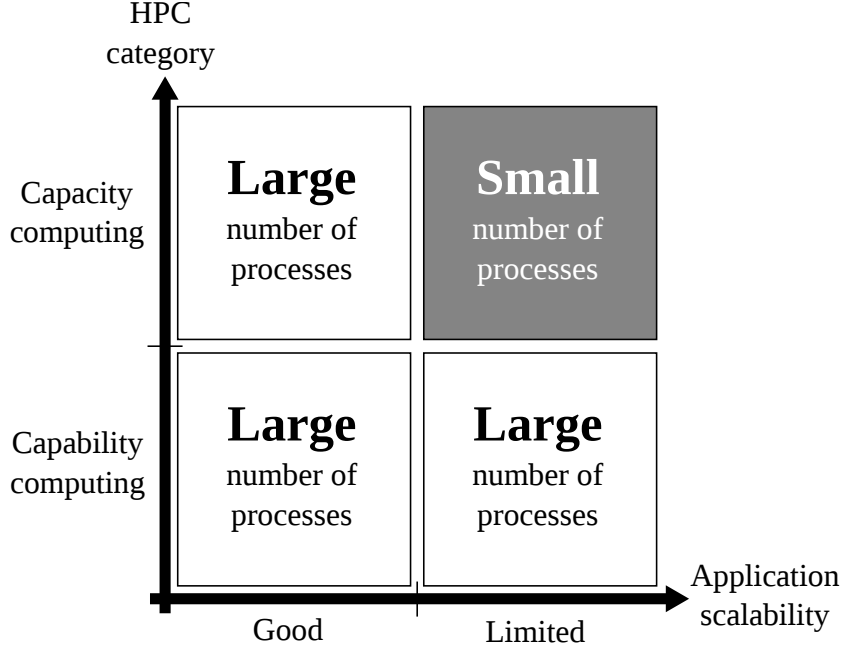 HPC
category
Capacity
computing
Large
number of
processes
Small
number of
processes
Capability
computing
Large
number of
processes
Large
number of
processes
Application
scalability
Good
Limited